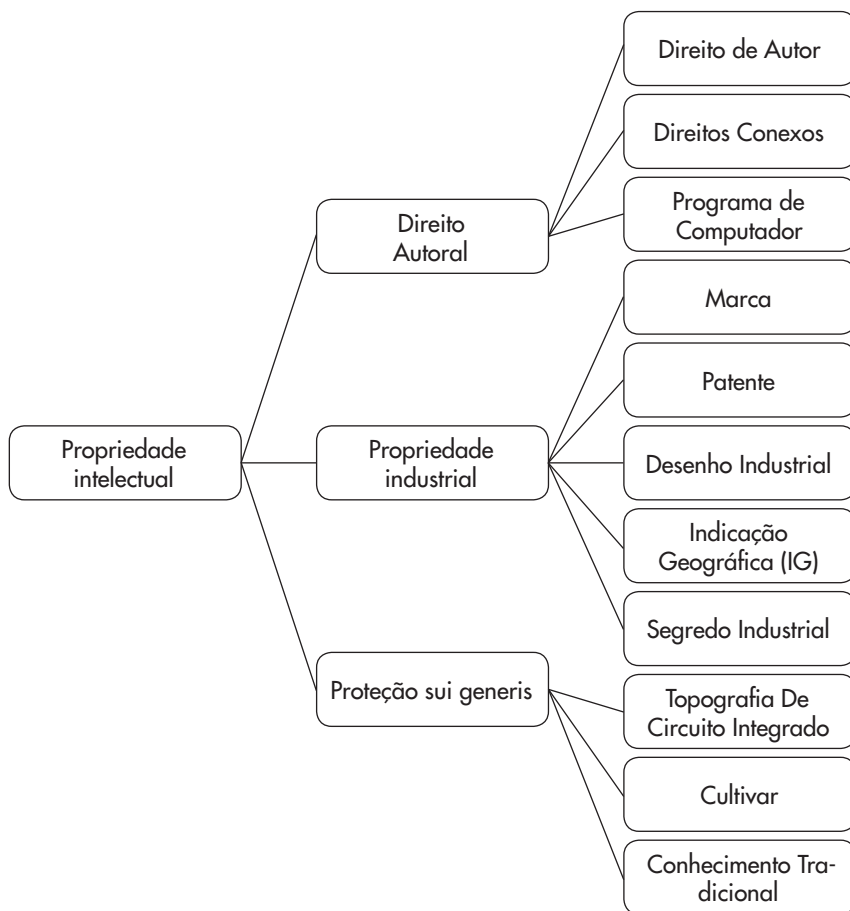 Propriedade
intelectual
Direito
Autoral
Direito de Autor
Direitos Conexos
Programa de
Computador
Propriedade
industrial
Marca
Patente
Desenho Industrial
Indicação
Geográfica (IG)
Segredo Industrial
Proteção sui generis
Topografia De
Circuito Integrado
Cultivar
Conhecimento Tra-
dicional